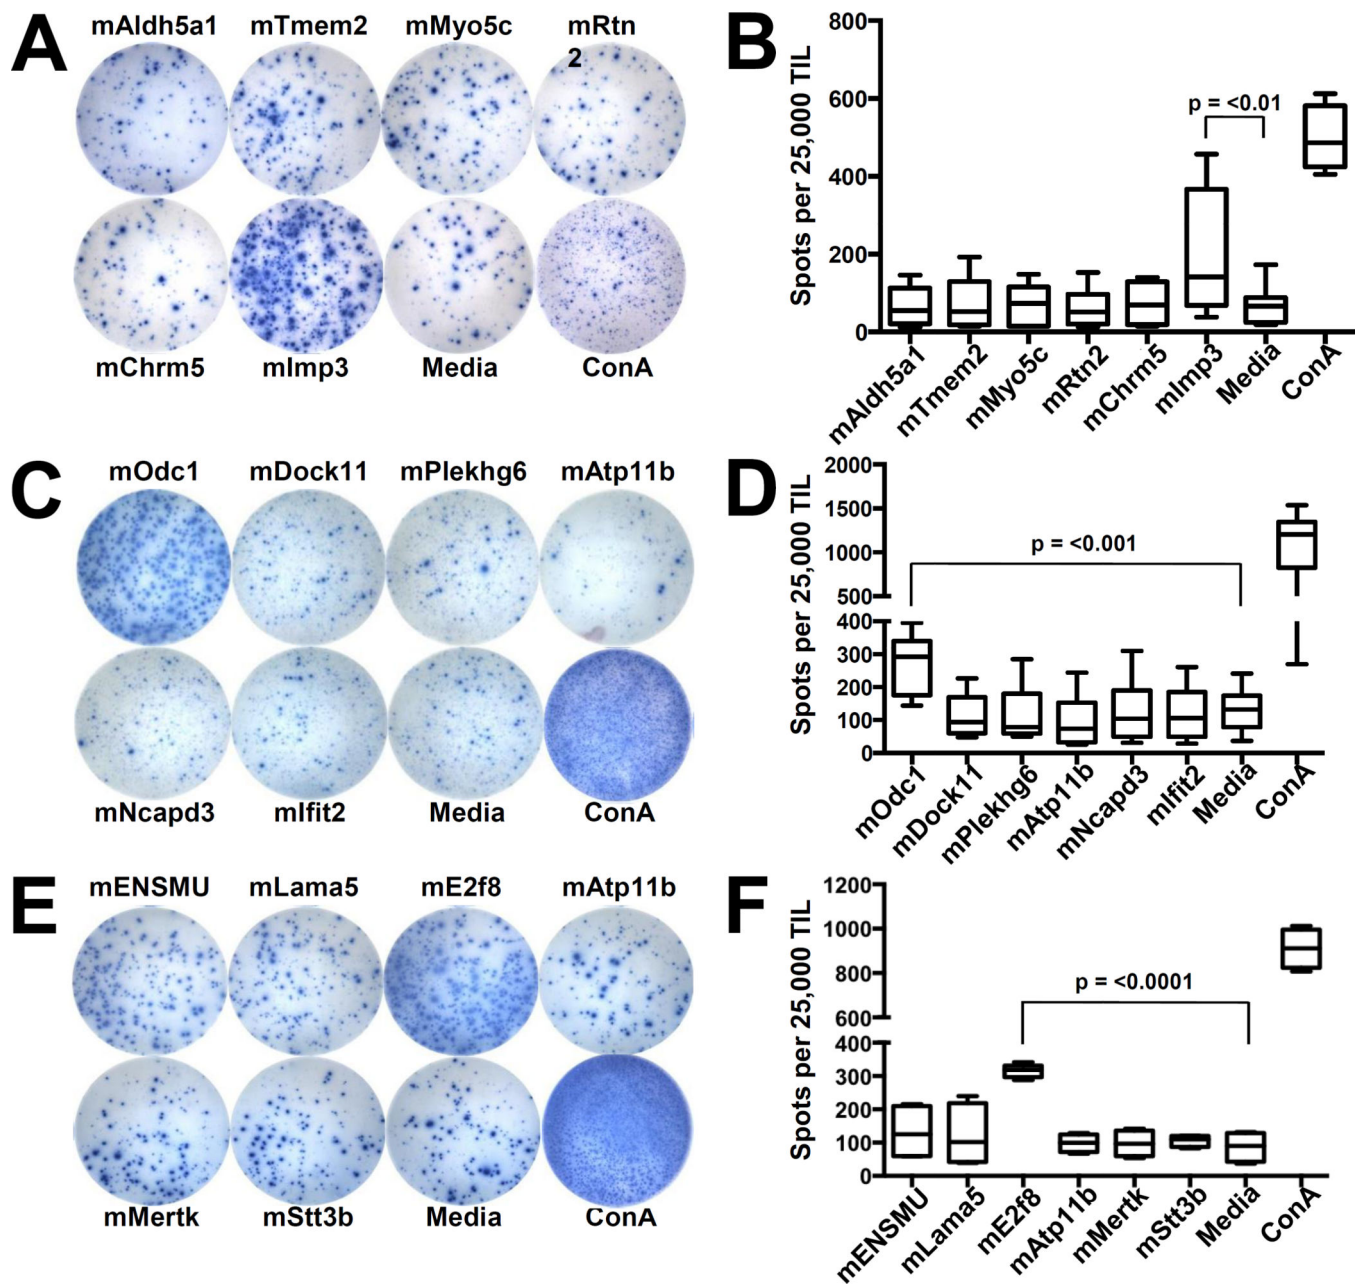 A
mAldh5a1 mTmem2 mMyo5c mRtn
2
mChrm5 mImp3 Media ConA
B
Spots per 25,000 TIL
800
600
400
200
0
p = <0.01
mAldh5a1 mTmem2 mMyo5c mRtn2 mChrm5 mImp3 Media ConA
C
mOdc1 mDock11 mPlekhg6 mAtp11b
mNcapd3 mIfit2 Media ConA
D
Spots per 25,000 TIL
2000
1500
1000
500
400
300
200
100
0
p = <0.001
mOdc1 mDock11 mPlekhg6 mAtp11b mNcapd3 mIfit2 Media ConA
E
mENSMU mLama5 mE2f8 mAtp11b
mMertk mStt3b Media ConA
F
Spots per 25,000 TIL
1200
1000
800
600
400
300
200
100
0
p = <0.0001
mENSMU mLama5 mE2f8 mAtp11b mMertk mStt3b Media ConA